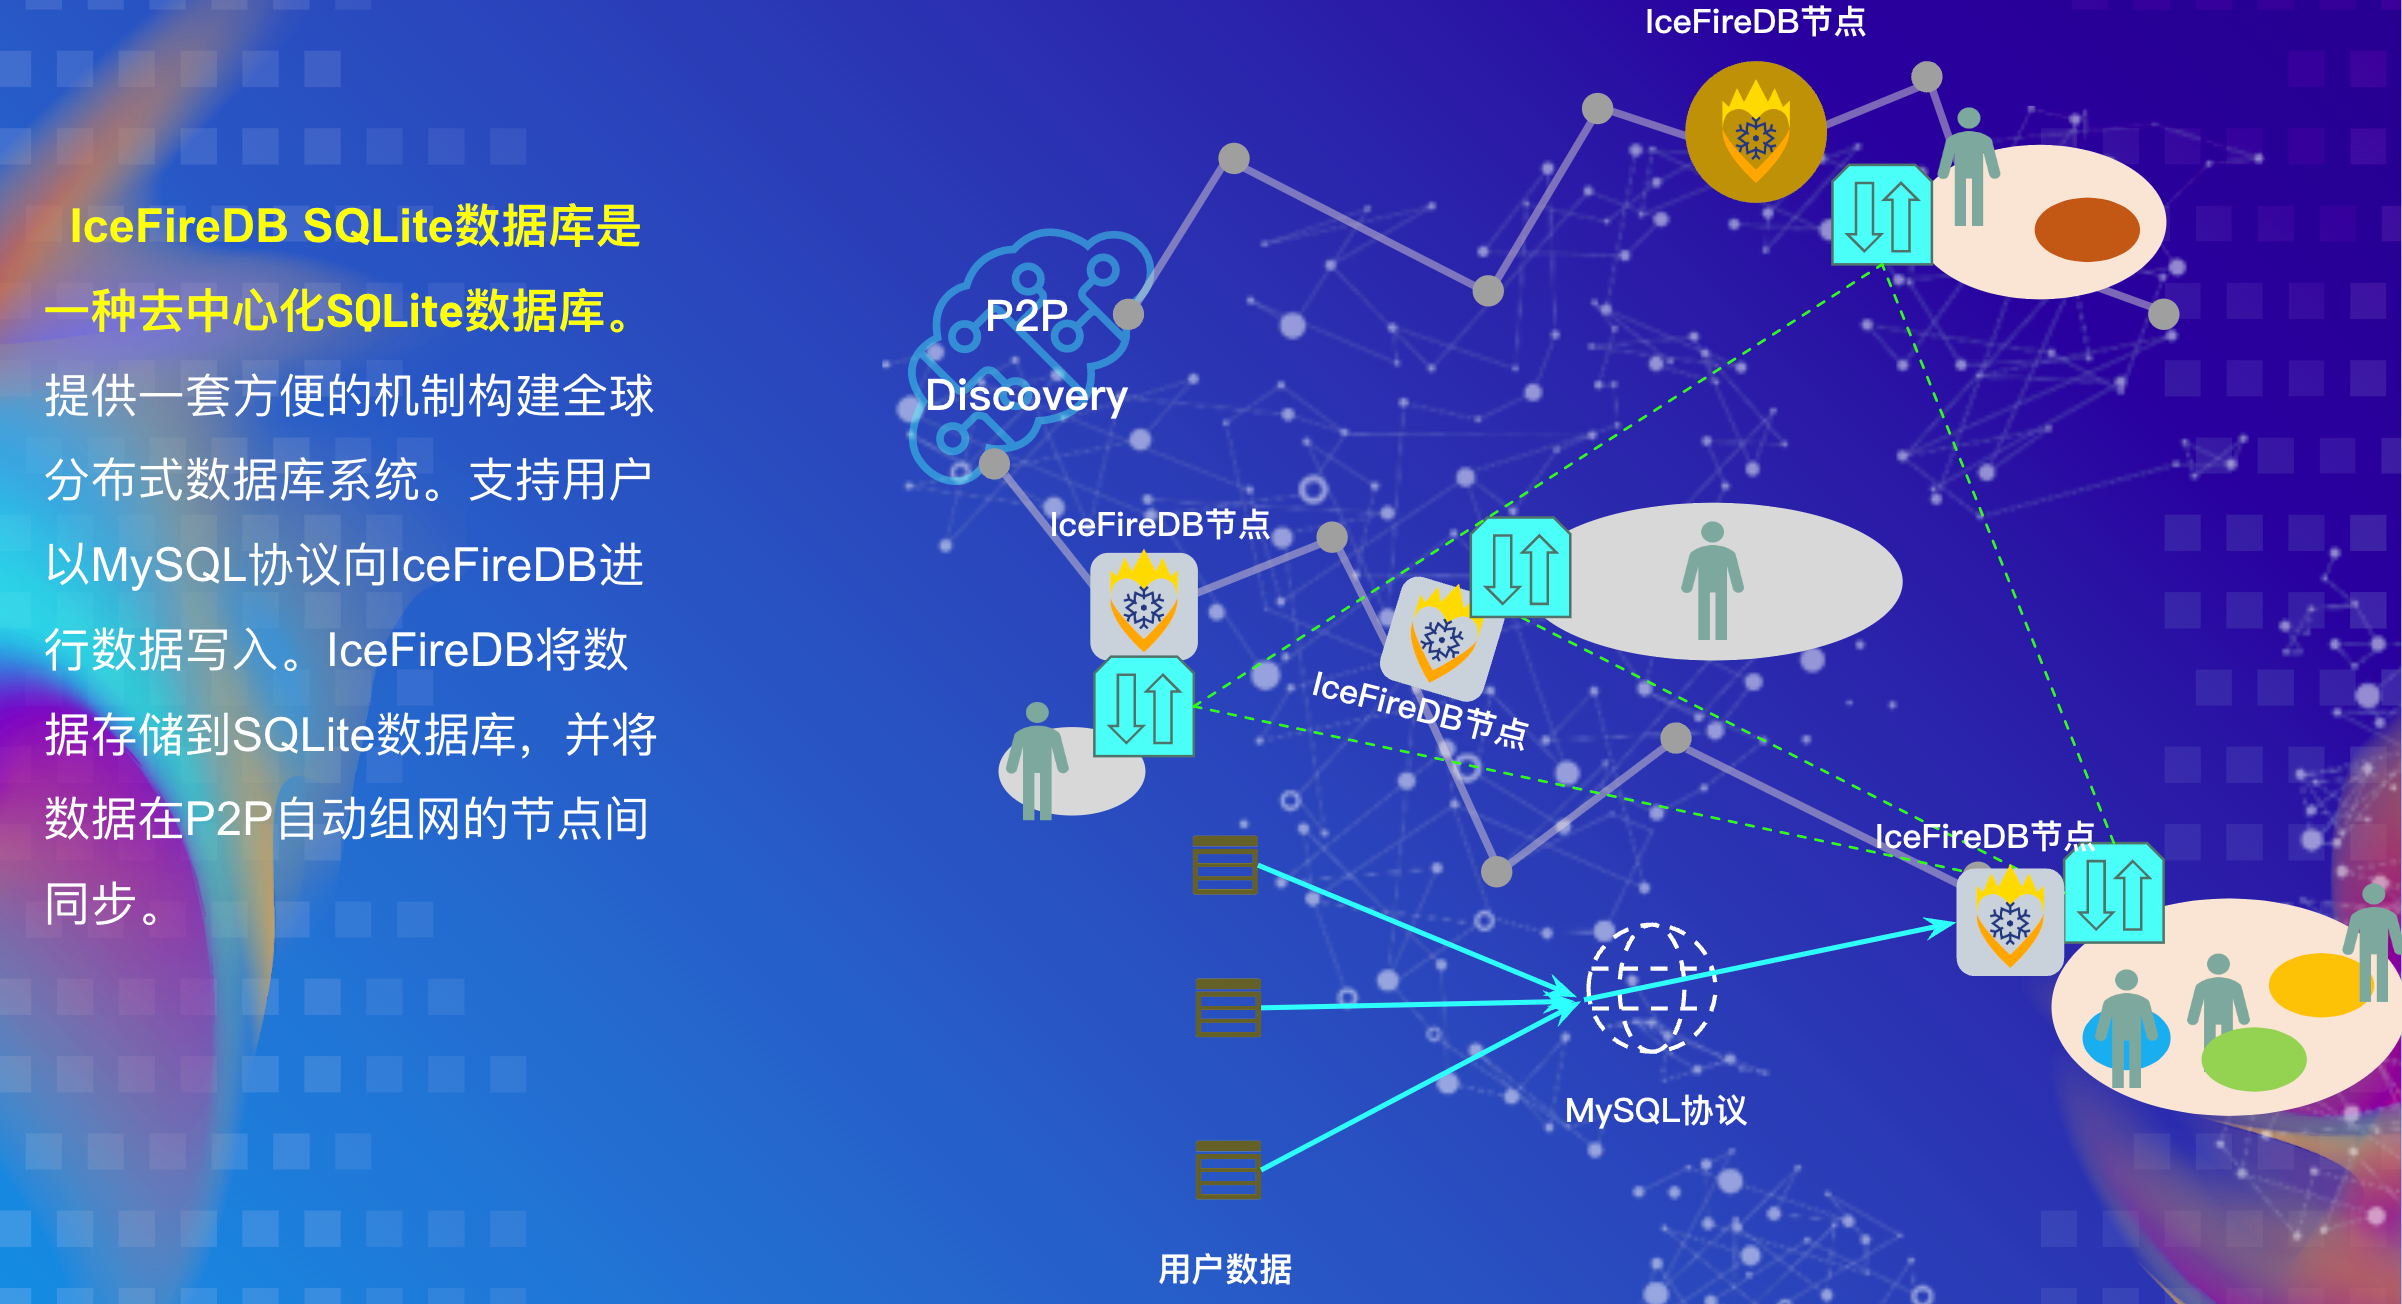 IceFireDB SQLite数据库是
一种去中心化SQLite数据库。
提供一套方便的机制构建全球
分布式数据库系统。支持用户
以MySQL协议向IceFireDB进
行数据写入。IceFireDB将数
据存储到SQLite数据库，并将
数据在P2P自动组网的节点间
同步。
IceFireDB节点
P2P
Discovery
IceFireDB节点
IceFireDB节点
IceFireDB节点
MySQL协议
用户数据